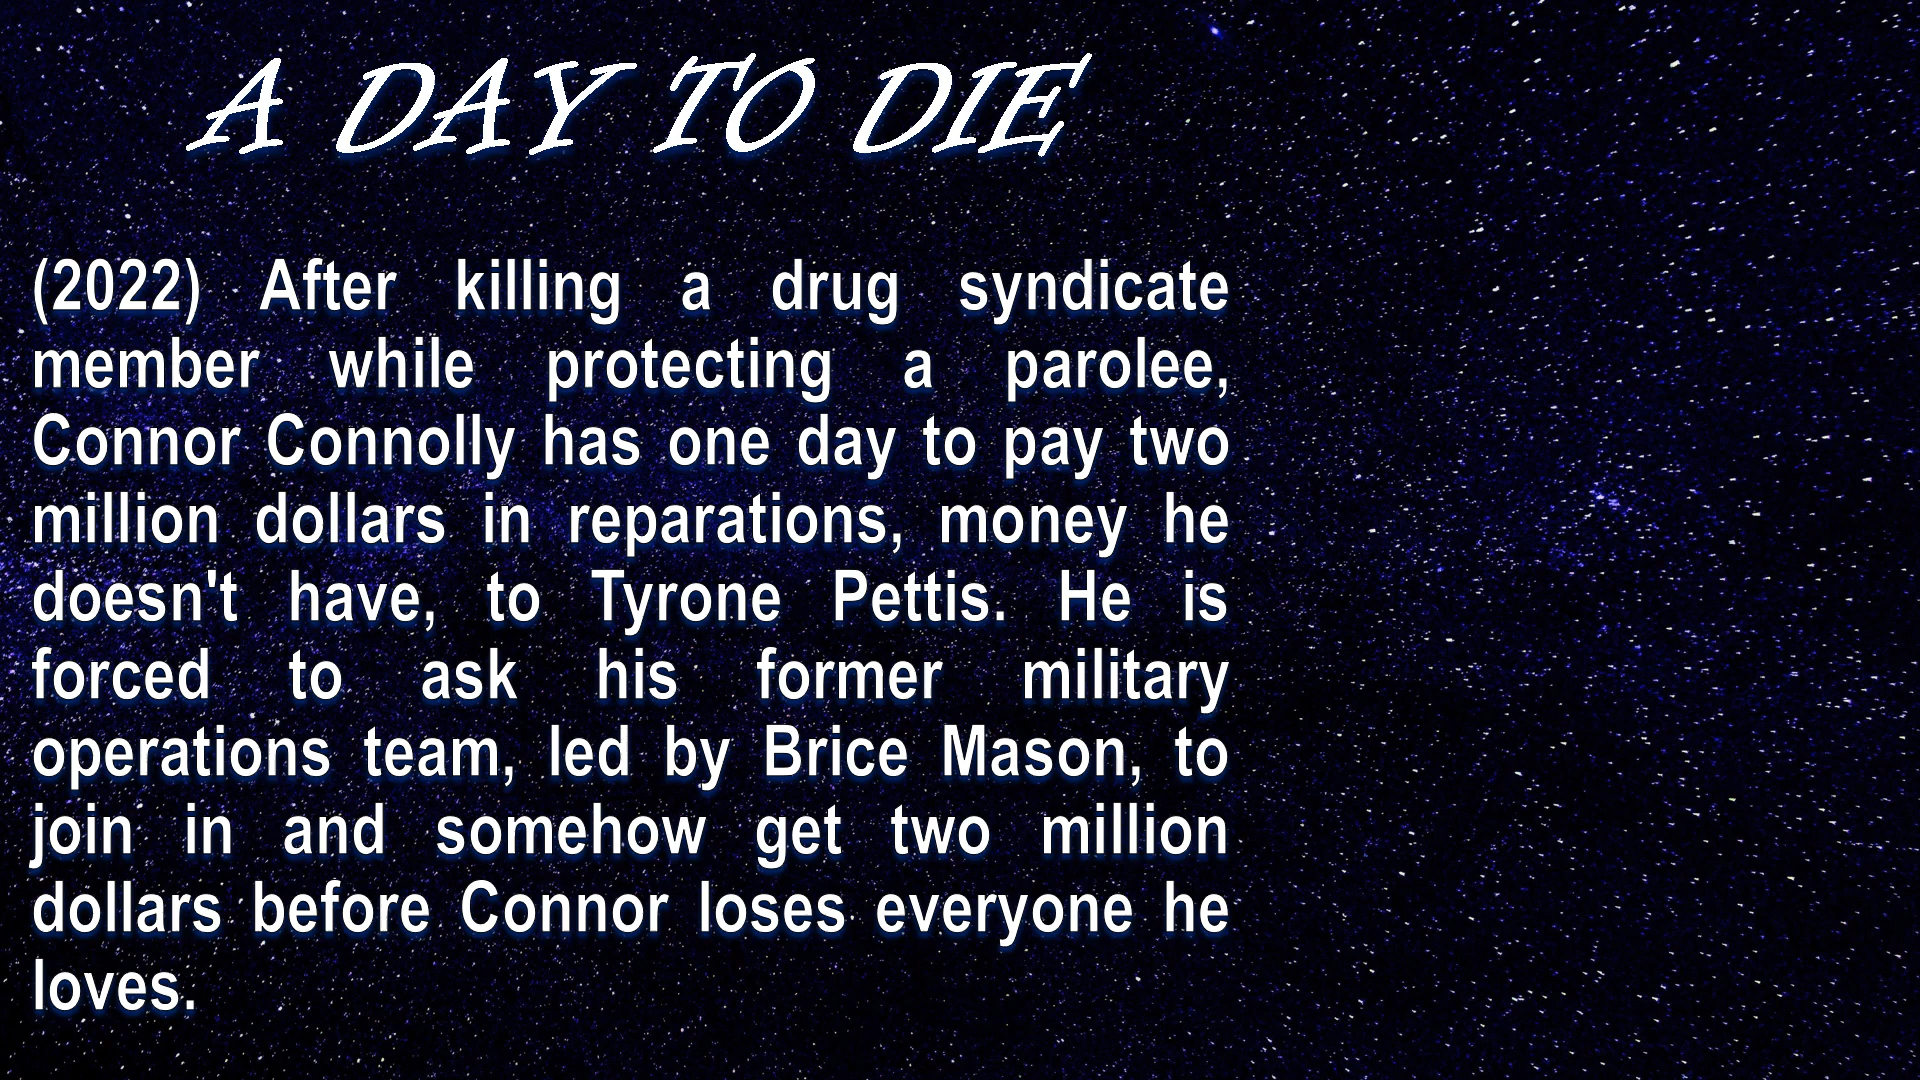 A DAY TO DIE
(2022) After killing a drug syndicate
member while protecting a parolee,
Connor Connolly has one day to pay two
million dollars in reparations, money he
doesn't have, to Tyrone Pettis. He is
forced to ask his former military
operations team, led by Brice Mason, to
join in and somehow get two million
dollars before Connor loses everyone he
loves.